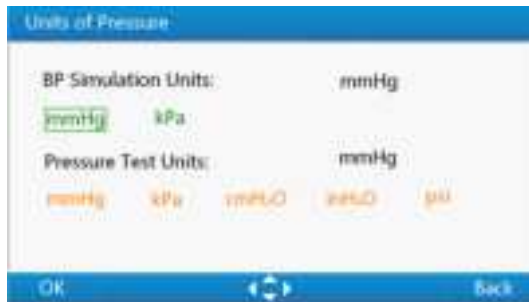 Units of Pressure
BP Simulation Units: mmHg
mmHg kPa
Pressure Test Units: mmHg
mmHg kPa cmH₂O inH₂O psi
OK Back